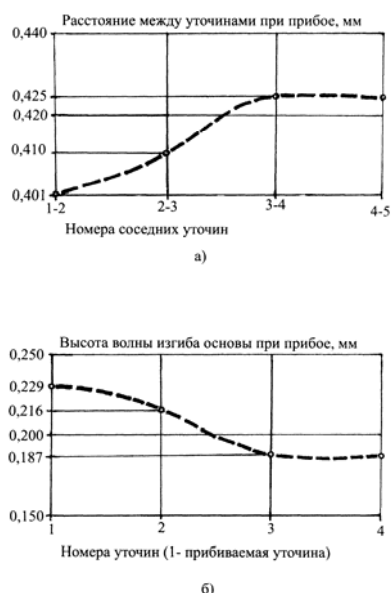 Расстояние между уточинами при прибое, мм
0,440
0,425
0,420
0,410
0,401
1-2 2-3 3-4 4-5
Номера соседних уточин
а)
Высота волны изгиба основы при прибое, мм
0,250
0,229
0,216
0,200
0,187
0,150
1 2 3 4
Номера уточин (1- прибиваемая уточина)
б)